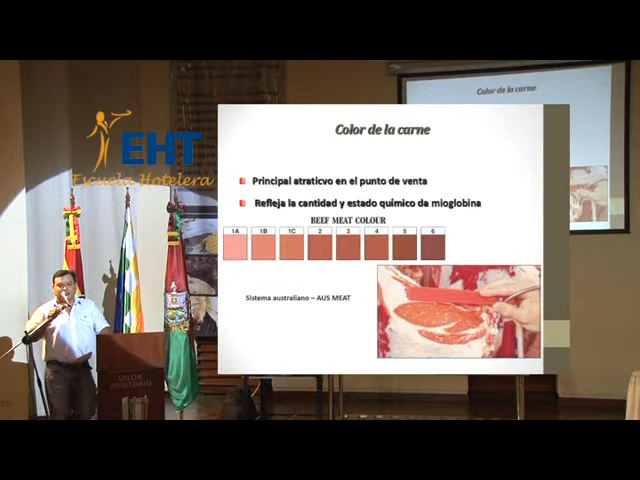 Color de la carne
EHT
Escuela Hotelera
Principal atraticvo en el punto de venta
Refleja la cantidad y estado químico da mioglobina
BEEF MEAT COLOUR
1A 1B 1C 2 3 4 5 6
Sistema australiano – AUS MEAT
Color de la carne
SALON
AUDITORIO